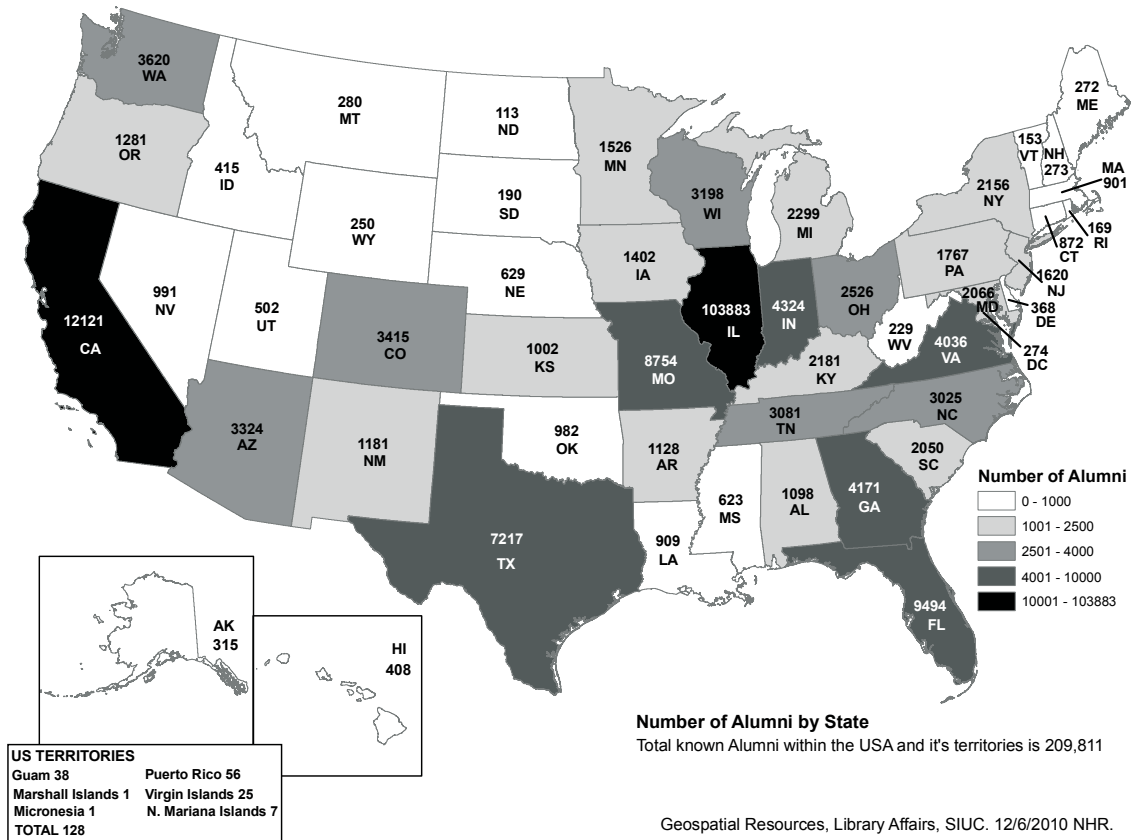 3620
WA
1281
OR
415
ID
280
MT
113
ND
1526
MN
190
SD
250
WY
3198
WI
2299
MI
272
ME
153
VT
NH
273
MA
901
2156
NY
169
RI
872
CT
1620
NJ
1767
PA
2066
MD
368
DE
274
DC
991
NV
502
UT
629
NE
1402
IA
103883
IL
4324
IN
2526
OH
229
WV
4036
VA
12121
CA
3415
CO
1002
KS
8754
MO
2181
KY
3324
AZ
1181
NM
982
OK
1128
AR
3081
TN
3025
NC
2050
SC
7217
TX
909
LA
623
MS
1098
AL
4171
GA
9494
FL
Number of Alumni
0 - 1000
1001 - 2500
2501 - 4000
4001 - 10000
10001 - 103883
AK
315
HI
408
US TERRITORIES
Guam 38 Puerto Rico 56
Marshall Islands 1 Virgin Islands 25
Micronesia 1 N. Mariana Islands 7
TOTAL 128
Number of Alumni by State
Total known Alumni within the USA and it's territories is 209,811
Geospatial Resources, Library Affairs, SIUC. 12/6/2010 NHR.